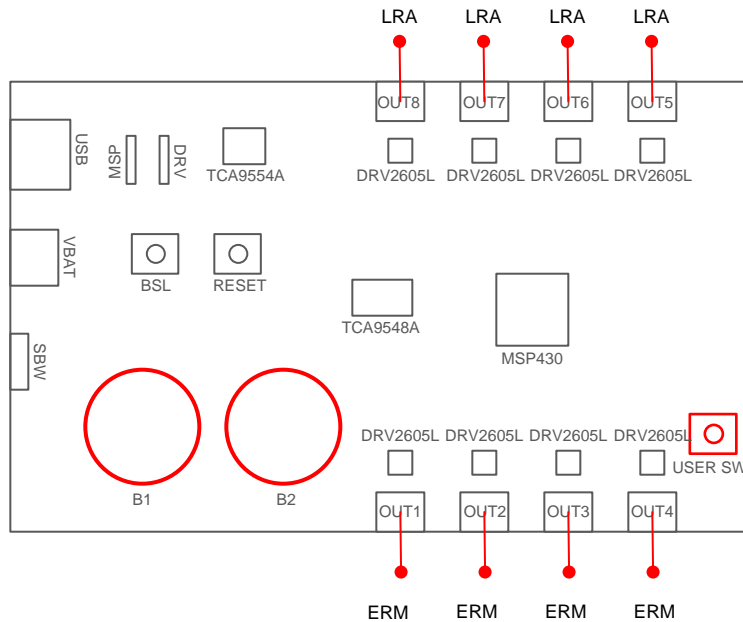 LRA LRA LRA LRA
OUT8 OUT7 OUT6 OUT5
USB
MSP
DRV
TCA9554A
DRV2605L DRV2605L DRV2605L DRV2605L
VBAT
BSL RESET
TCA9548A
MSP430
SBW
DRV2605L DRV2605L DRV2605L DRV2605L
USER SW
B1 B2
OUT1 OUT2 OUT3 OUT4
ERM ERM ERM ERM